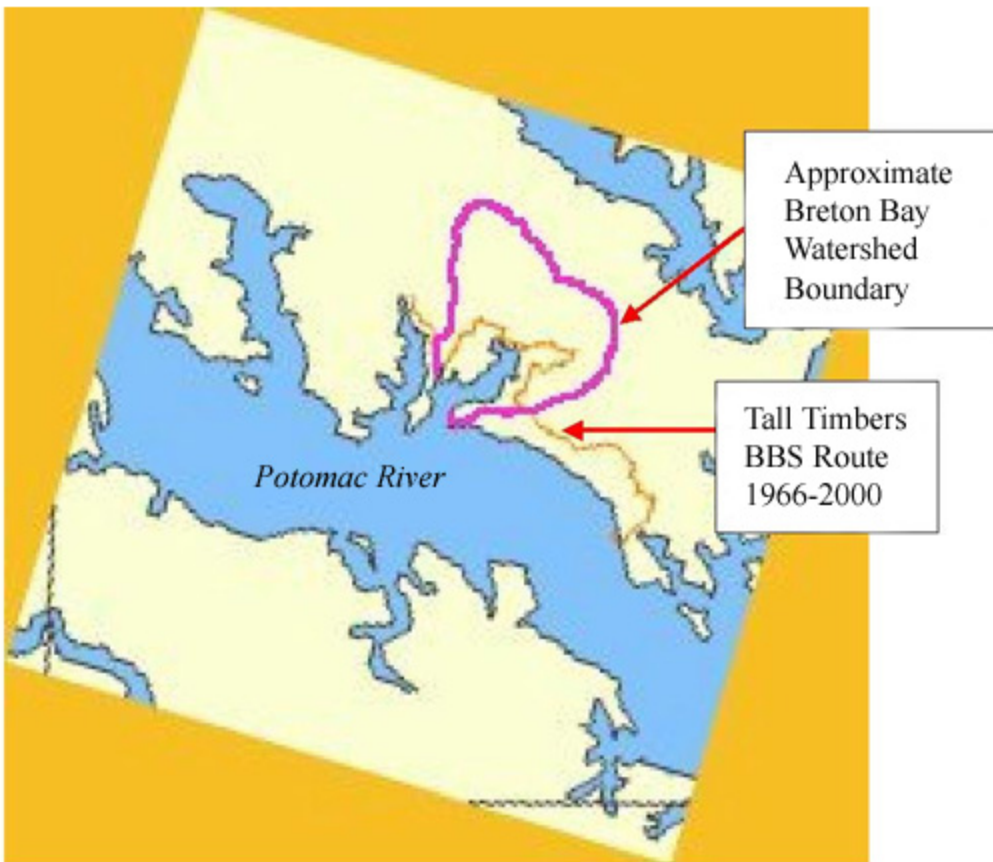 Approximate
Breton Bay
Watershed
Boundary
Tall Timbers
BBS Route
1966-2000
Potomac River